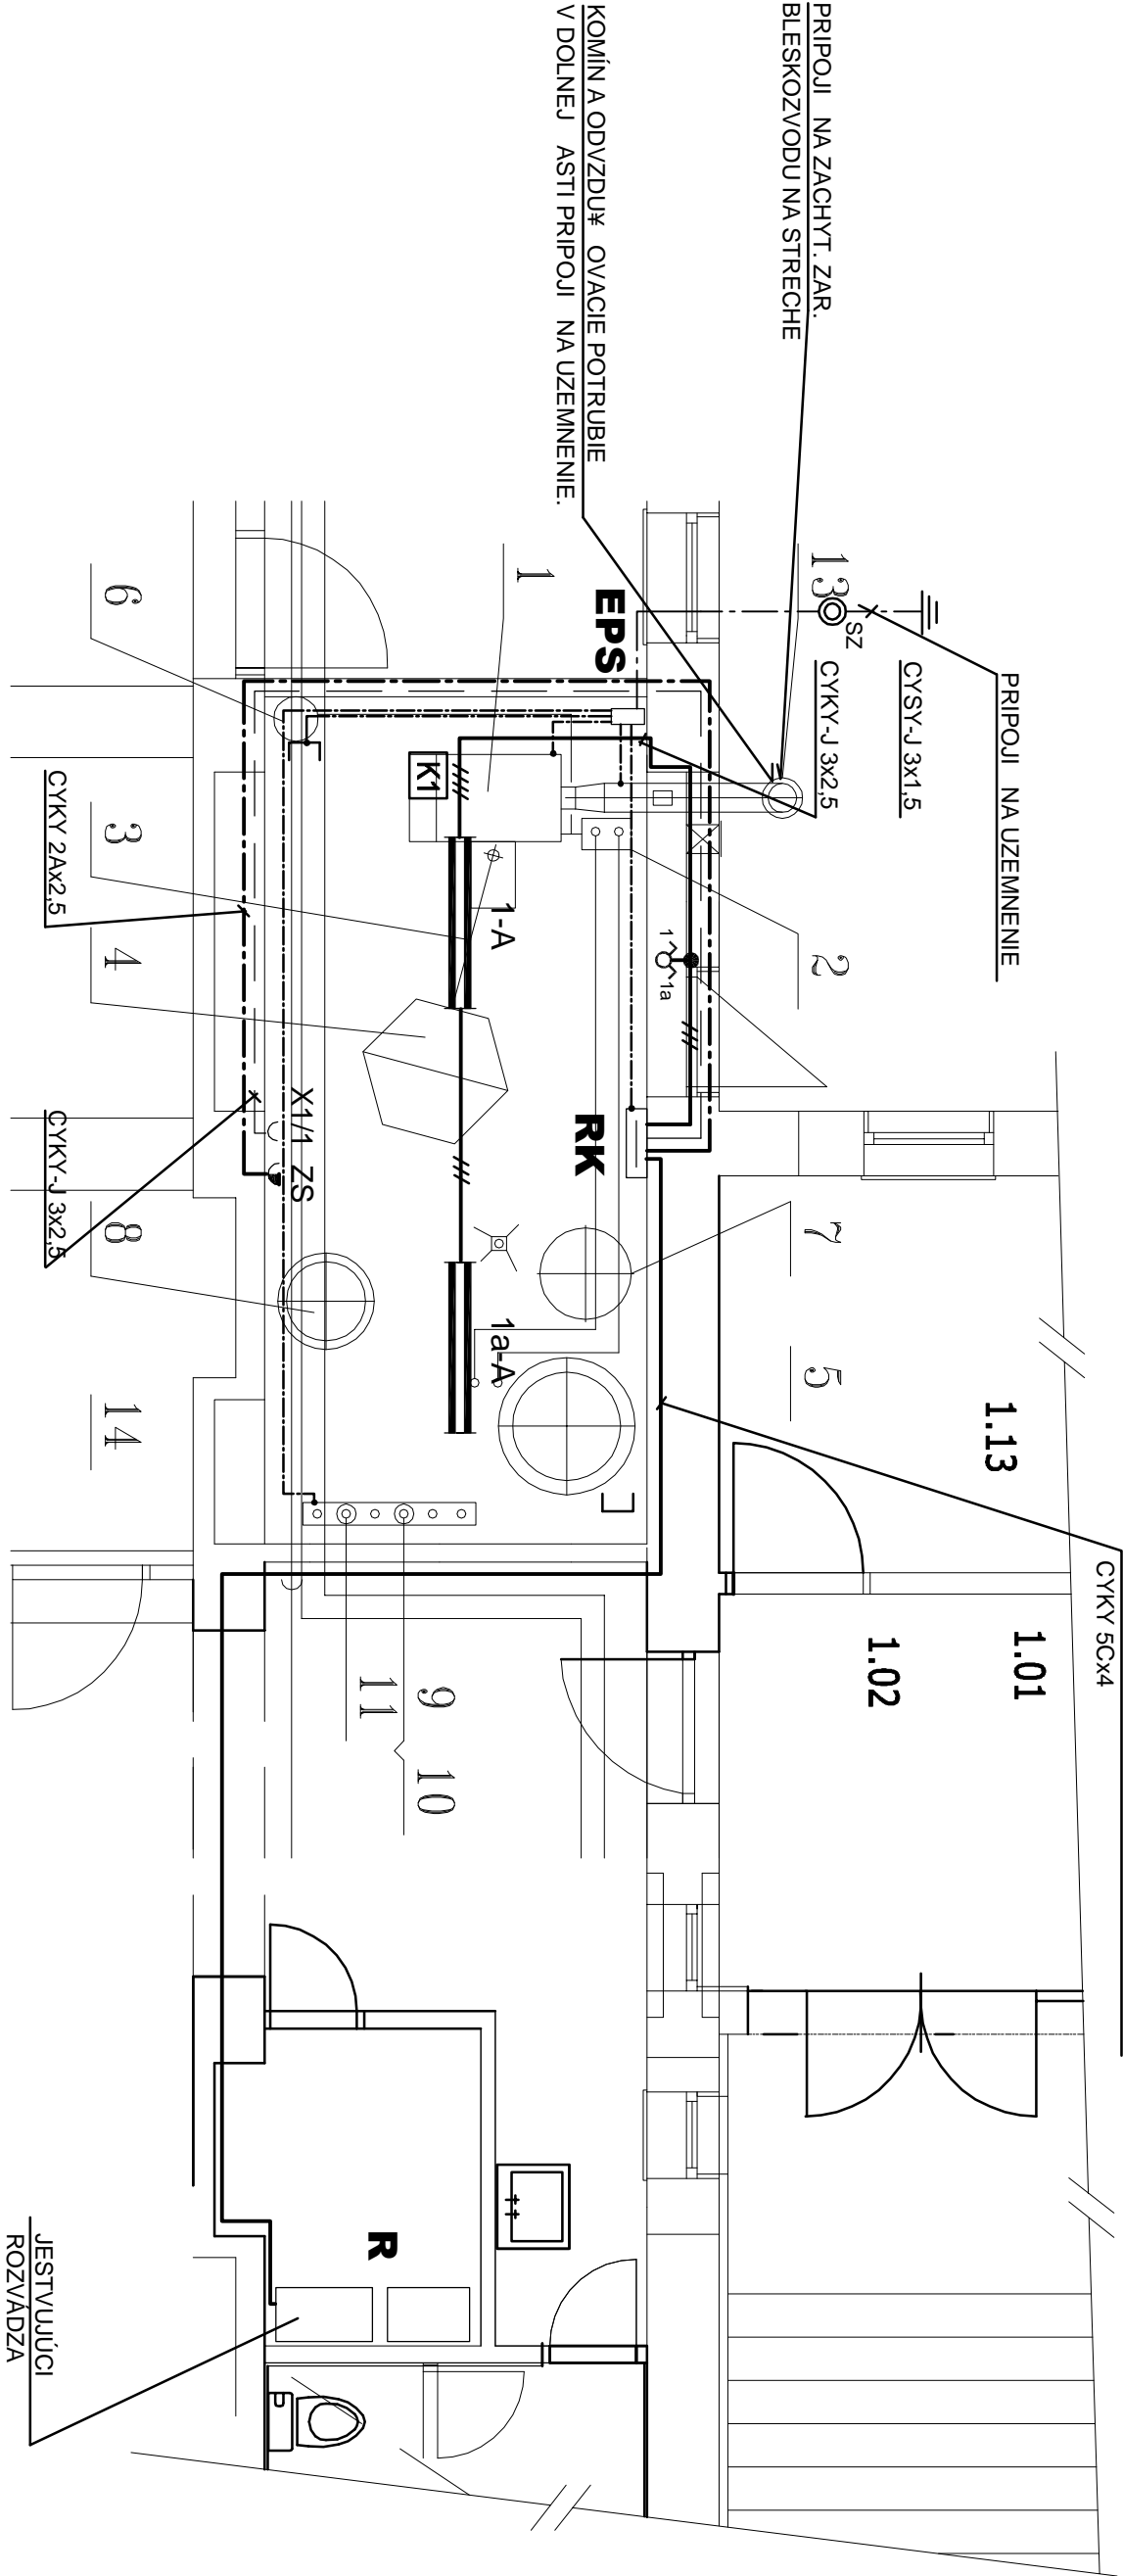 PRIPOJI NA ZACHYT. ZAR.
BLESKOZVODU NA STRECHE
KOMÍN A ODVZDU¥ OVACIE POTRUBIE
V DOLNEJ ASTI PRIPOJI NA UZEMNENIE.
PRIPOJI NA UZEMNENIE
CYSY-J 3x1,5
CYKY-J 3x2,5
13
SZ
EPS
1
6
2
K1
1-A
1
1a
3
CYKY 2Ax2,5
4
RK
X1/1 ZS
CYKY-J 3x2,5
8
7
5
1a-A
14
1.13
CYKY 5Cx4
1.01
1.02
9 10
11
R
JESTVUJÚCI
ROZVÁDZA